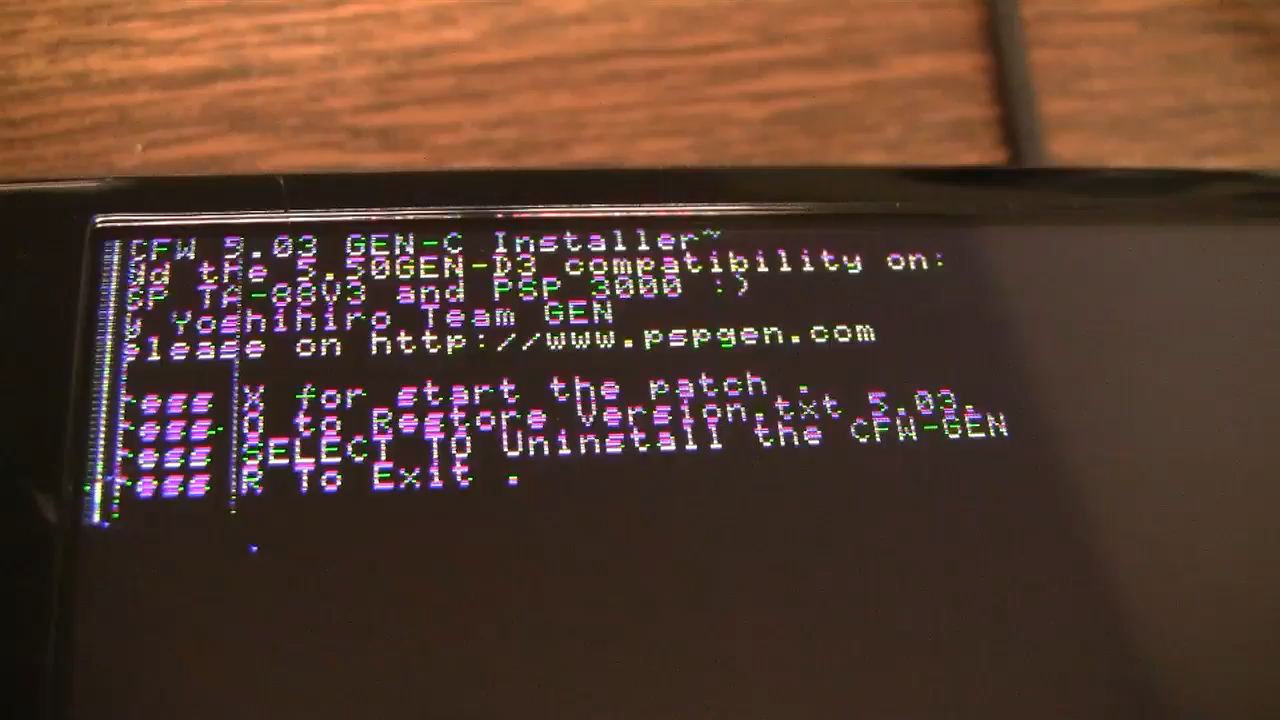 CFW 5.03 GEN-C Installer~
the 5.50GEN-D3 compatibility on:
TA-88V3 and PSP 3000 :)
Yoshihiro Team GEN
on http://www.pspgen.com
X for start the patch .
O to Restore Version.txt 5.03.
SELECT TO Uninstall the CFW-GEN
R To Exit .